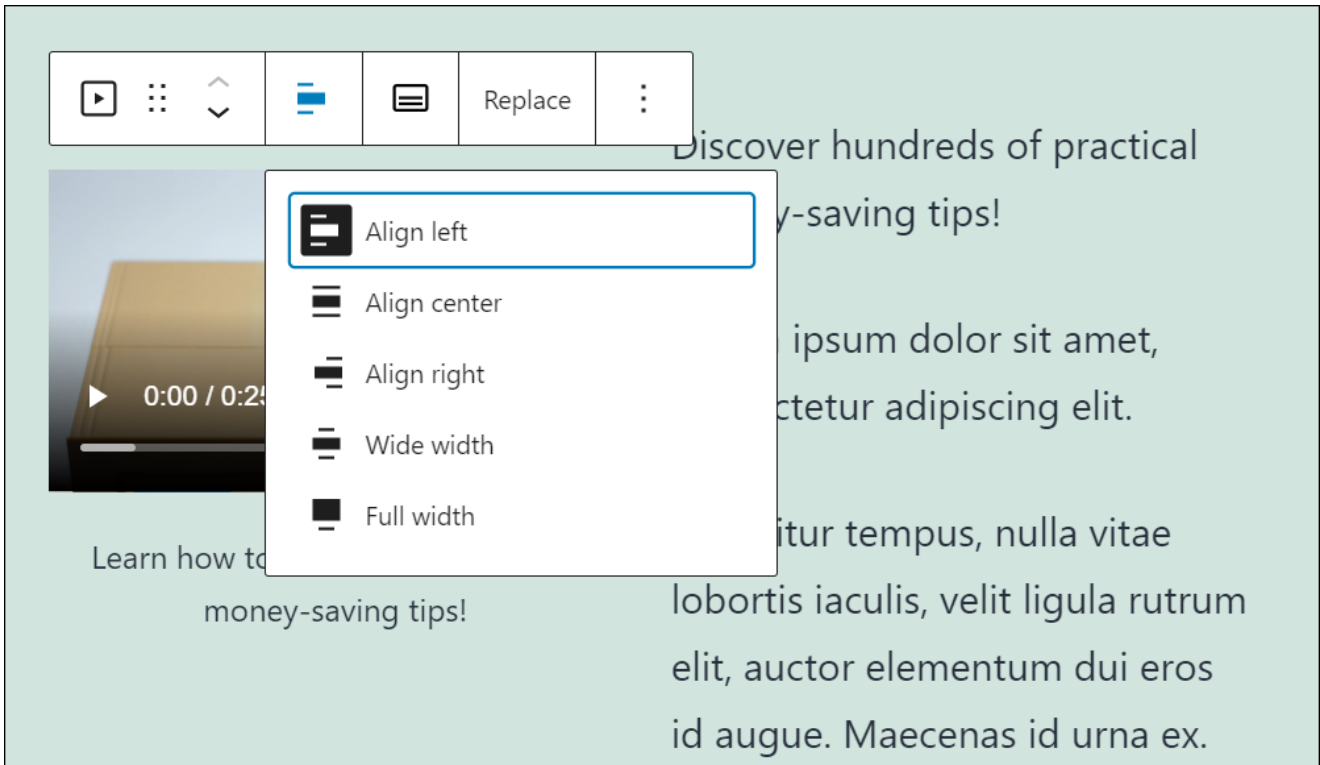 Replace
Discover hundreds of practical
y-saving tips!
Align left
Align center
Align right
Wide width
Full width
ipsum dolor sit amet,
ctetur adipiscing elit.
0:00 / 0:25
itur tempus, nulla vitae
lobortis iaculis, velit ligula rutrum
elit, auctor elementum dui eros
id augue. Maecenas id urna ex.
Learn how to
money-saving tips!